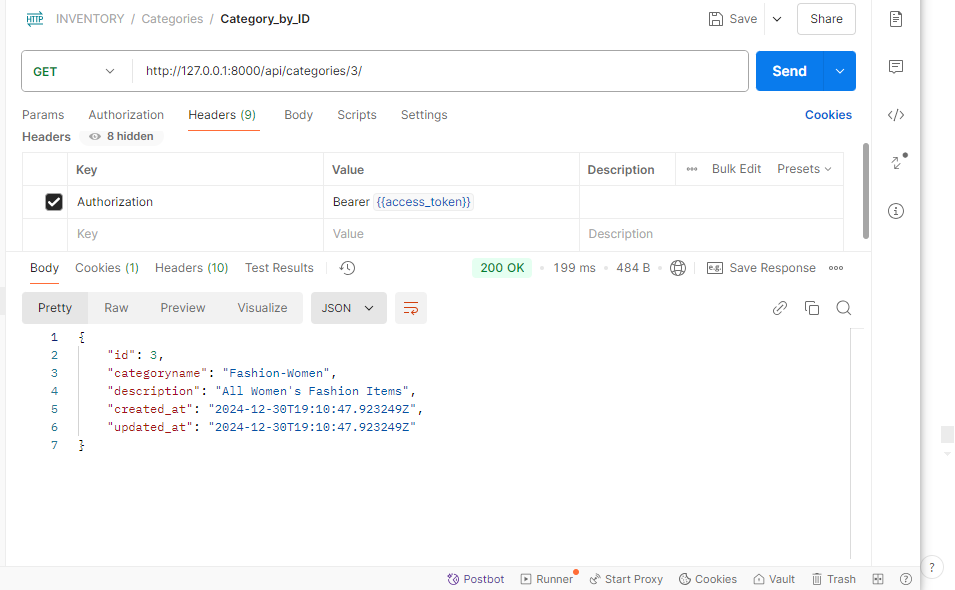 HTTP INVENTORY / Categories / Category_by_ID Save Share
GET http://127.0.0.1:8000/api/categories/3/ Send
Params Authorization Headers (9) Body Scripts Settings Cookies
Headers 8 hidden
Key Value Description Bulk Edit Presets
Authorization Bearer {{access_token}}
Key Value Description
Body Cookies (1) Headers (10) Test Results 200 OK 199 ms 484 B e.g. Save Response
Pretty Raw Preview Visualize JSON
1 {
2 "id": 3,
3 "categoryname": "Fashion-Women",
4 "description": "All Women's Fashion Items",
5 "created_at": "2024-12-30T19:10:47.923249Z",
6 "updated_at": "2024-12-30T19:10:47.923249Z"
7 }
Postbot Runner Start Proxy Cookies Vault Trash ? ?